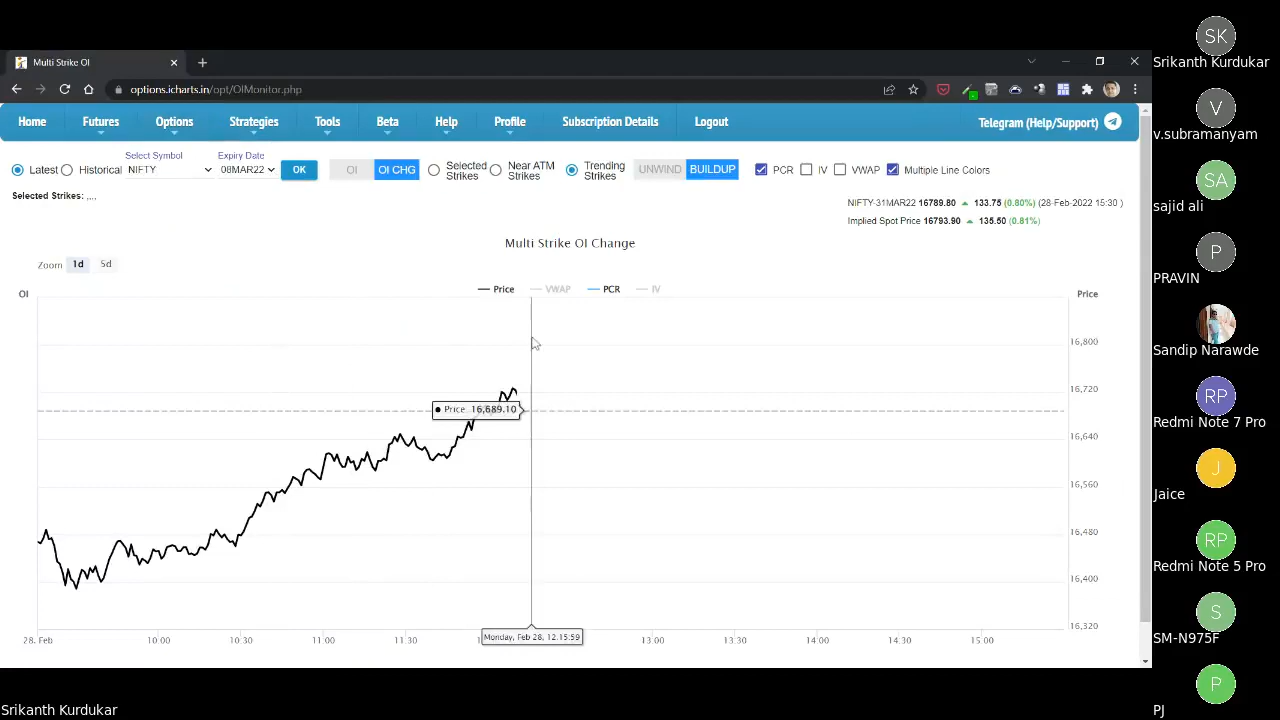 Multi Strike OI
options.icharts.in/opt/OIMonitor.php
Home Futures Options Strategies Tools Beta Help Profile Subscription Details Logout Telegram (Help/Support)
Latest Historical Select Symbol NIFTY Expiry Date 08MAR22 OK OI OI CHG Selected Strikes Near ATM Strikes Trending Strikes UNWIND BUILDUP PCR IV VWAP Multiple Line Colors
Selected Strikes: ,,,,
NIFTY-31MAR22 16789.80 133.75 (0.80%) (28-Feb-2022 15:30 )
Implied Spot Price 16793.90 135.50 (0.81%)
Multi Strike OI Change
Zoom 1d 5d
Price VWAP PCR IV
OI
Price
16,800
16,720
Price 16,689.10
16,640
16,560
16,480
16,400
16,320
28. Feb 10:00 10:30 11:00 11:30 13:00 13:30 14:00 14:30 15:00
Monday, Feb 28, 12.15:59
SK
Srikanth Kurdukar
V
v.subramanyam
SA
sajid ali
P
PRAVIN
Sandip Narawde
RP
Redmi Note 7 Pro
J
Jaice
RP
Redmi Note 5 Pro
S
SM-N975F
P
PJ
Srikanth Kurdukar